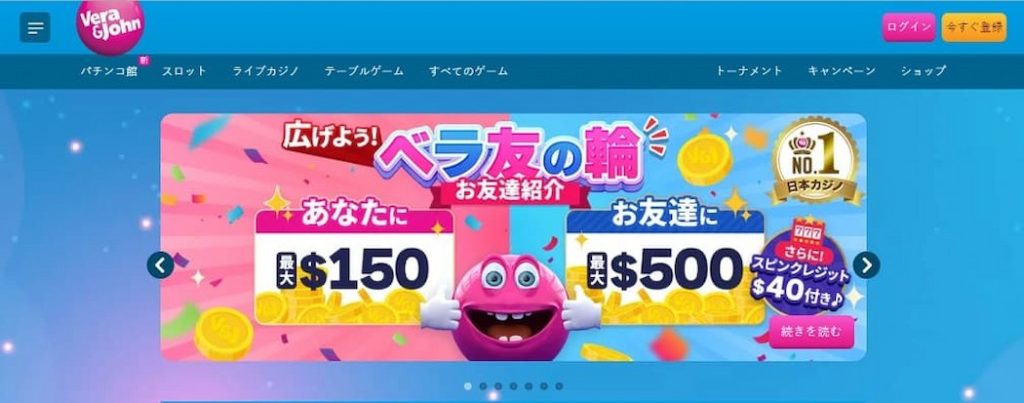 Vera
&John
ログイン
今すぐ登録
パチンコ館
新
スロット
ライブカジノ
テーブルゲーム
すべてのゲーム
トーナメント
キャンペーン
ショップ
広げよう!
ベラ友の輪
お友達紹介
NO.1
日本カジノ
あなたに
最大$150
お友達に
最大$500
777
さらに!
スピンクレジット
$40付き♪
続きを読む